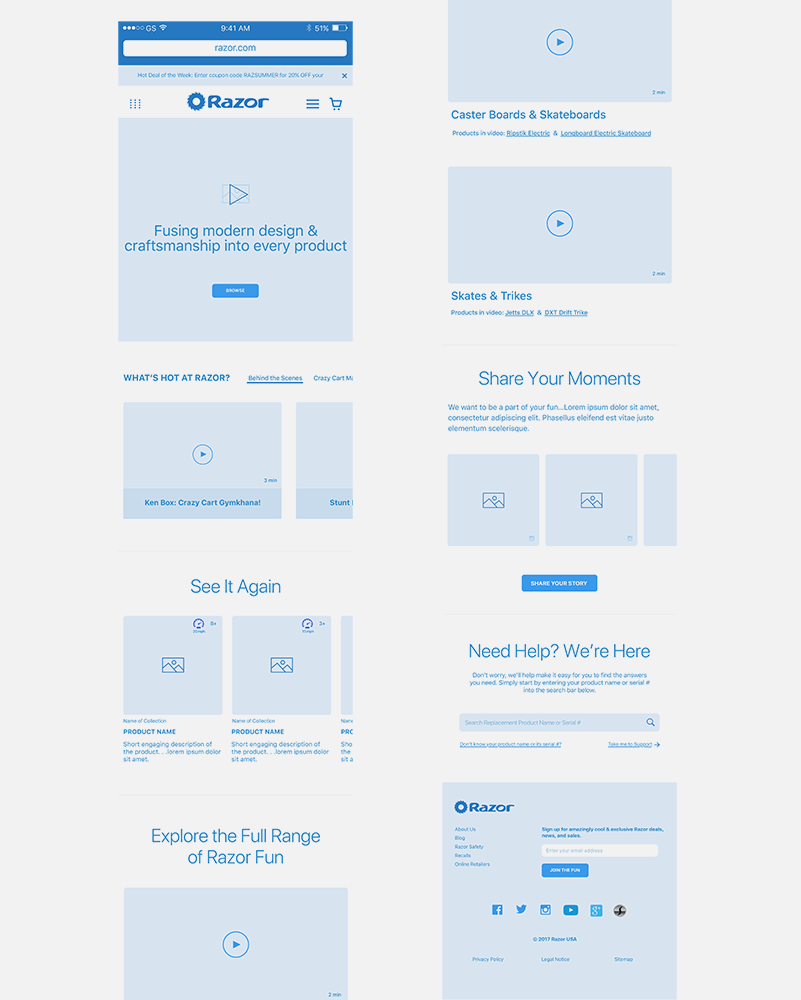 GS
9:41 AM
51%
razor.com
Hot Deal of the Week: Enter coupon code RAZSUMMER for 20% OFF your
Razor
Fusing modern design &
craftsmanship into every product
BROWSE
WHAT'S HOT AT RAZOR?
Behind the Scenes
Crazy Cart Ma
3 min
Ken Box: Crazy Cart Gymkhana!
Stunt
See It Again
8+
3+
Name of Collection
Name of Collection
Name
PRODUCT NAME
PRODUCT NAME
PRO
Short engaging description of
the product. . .lorem ipsum dolor
sit amet.
Short engaging description of
the product. . .lorem ipsum dolor
sit amet.
Sho
the
sit a
Explore the Full Range
of Razor Fun
2 min
2 min
Caster Boards & Skateboards
Products in video: Ripstik Electric & Longboard Electric Skateboard
2 min
Skates & Trikes
Products in video: Jetts DLX & DXT Drift Trike
Share Your Moments
We want to be a part of your fun...Lorem ipsum dolor sit amet,
consectetur adipiscing elit. Phasellus eleifend est vitae justo
elementum scelerisque.
SHARE YOUR STORY
Need Help? We're Here
Don't worry, we'll help make it easy for you to find the answers
you need. Simply start by entering your product name or serial #
into the search bar below.
Search Replacement Product Name or Serial #
Don't know your product name or its serial #?
Take me to Support
Razor
About Us
Blog
Razor Safety
Recalls
Online Retailers
Sign up for amazingly cool & exclusive Razor deals,
news, and sales.
Enter your email address
JOIN THE FUN
© 2017 Razor USA
Privacy Policy
Legal Notice
Sitemap